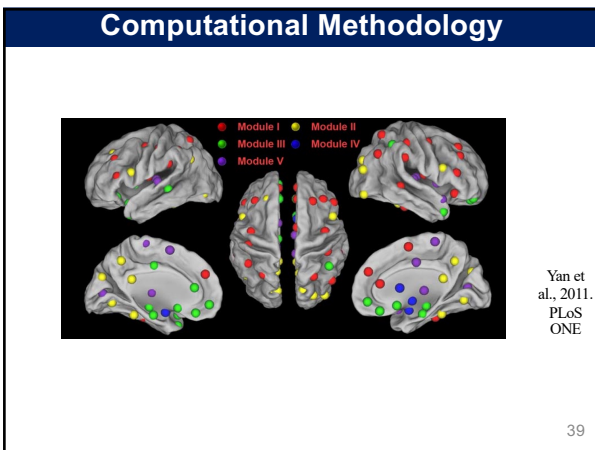 Computational Methodology
Module I Module II
Module III Module IV
Module V
Yan et
al., 2011.
PLoS
ONE
39